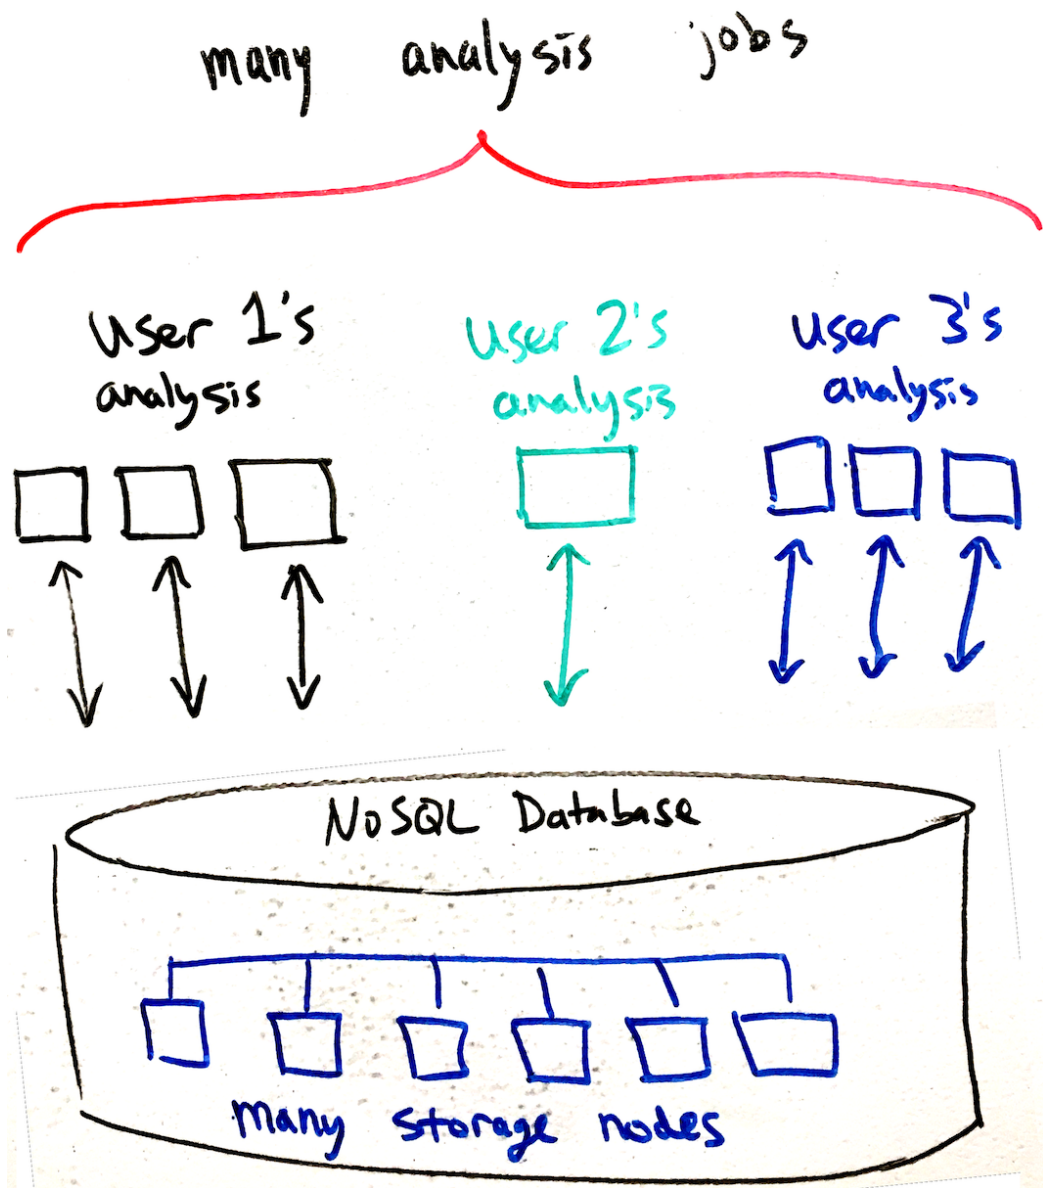 many analysis jobs
user 1's
analysis
user 2's
analysis
user 3's
analysis
NoSQL Database
many storage nodes